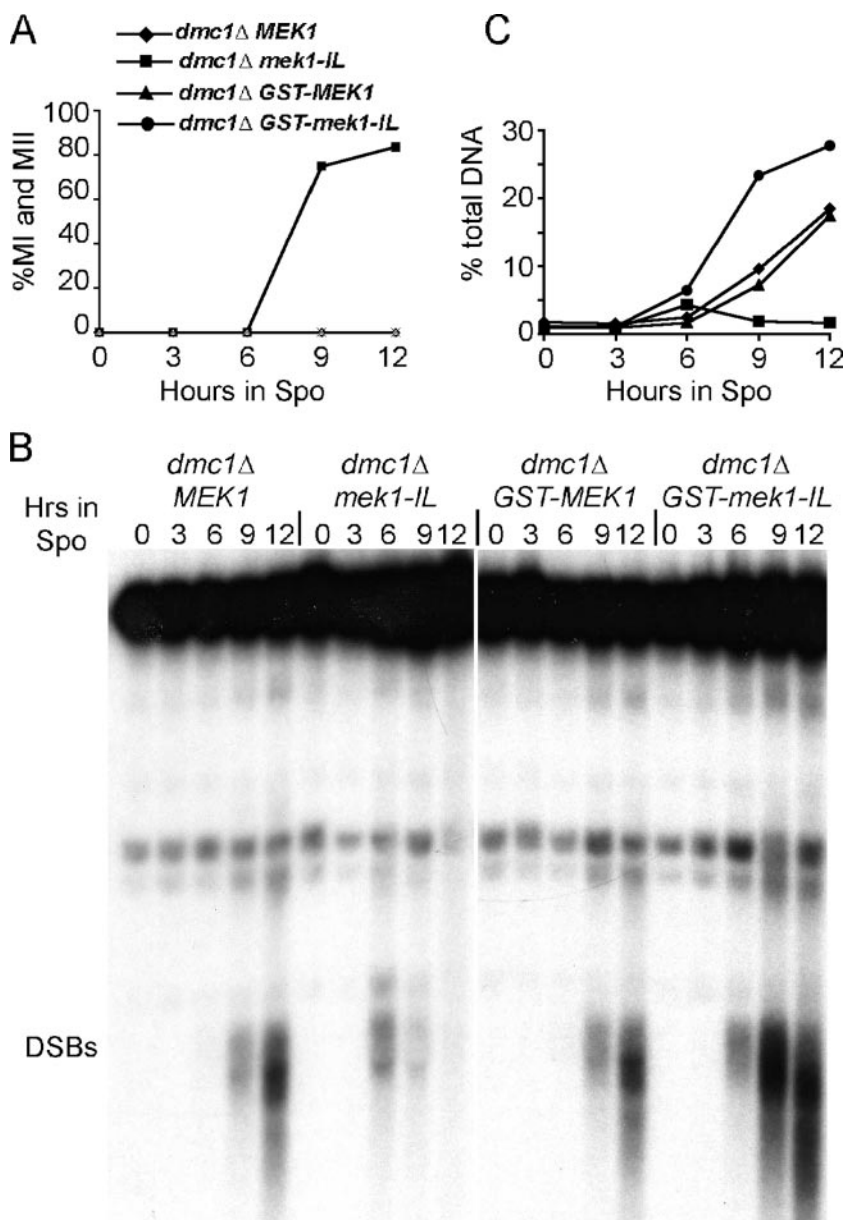 A
dmc1Δ MEK1
dmc1Δ mek1-IL
dmc1Δ GST-MEK1
dmc1Δ GST-mek1-IL
%MI and MII
100
80
60
40
20
0
0 3 6 9 12
Hours in Spo
C
% total DNA
30
20
10
0
0 3 6 9 12
Hours in Spo
B
dmc1Δ dmc1Δ dmc1Δ dmc1Δ
MEK1 mek1-IL GST-MEK1 GST-mek1-IL
Hrs in
Spo
0 3 6 9 12 0 3 6 9 12 0 3 6 9 12 0 3 6 9 12
DSBs